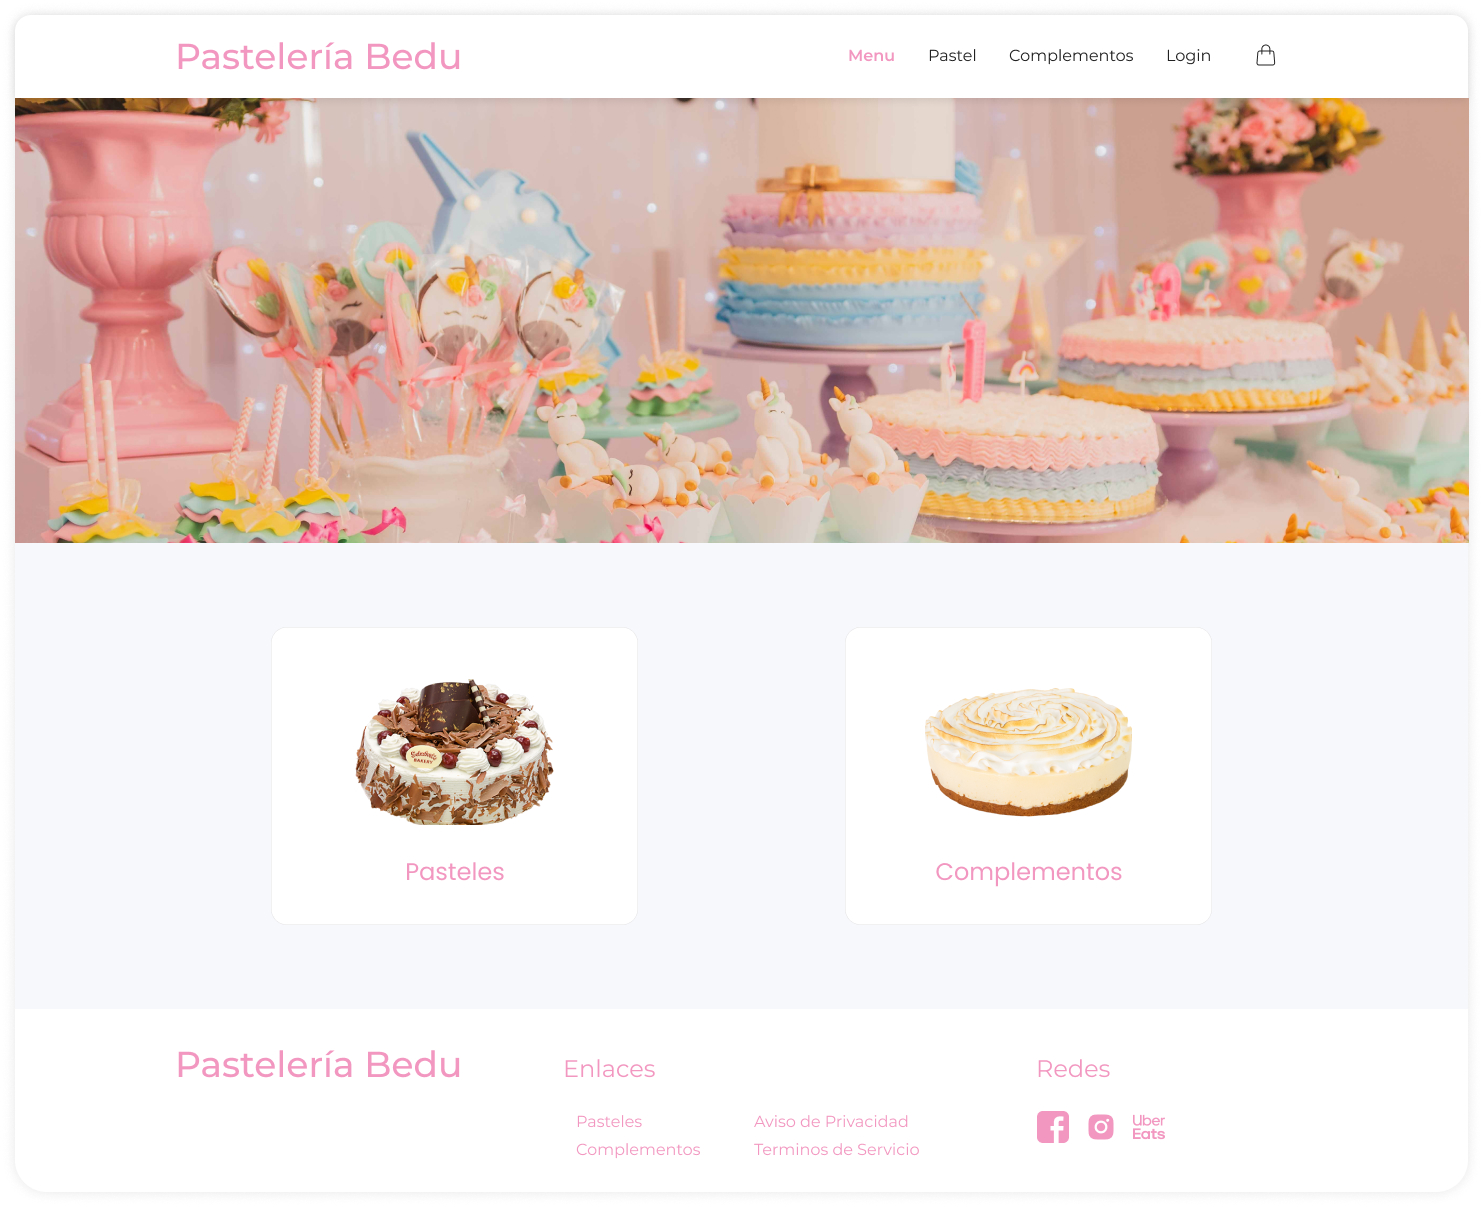 Pastelería Bedu
Menu Pastel Complementos Login
BAKERY
Pasteles
Complementos
Pastelería Bedu
Enlaces
Pasteles
Complementos
Aviso de Privacidad
Terminos de Servicio
Redes
Uber
Eats